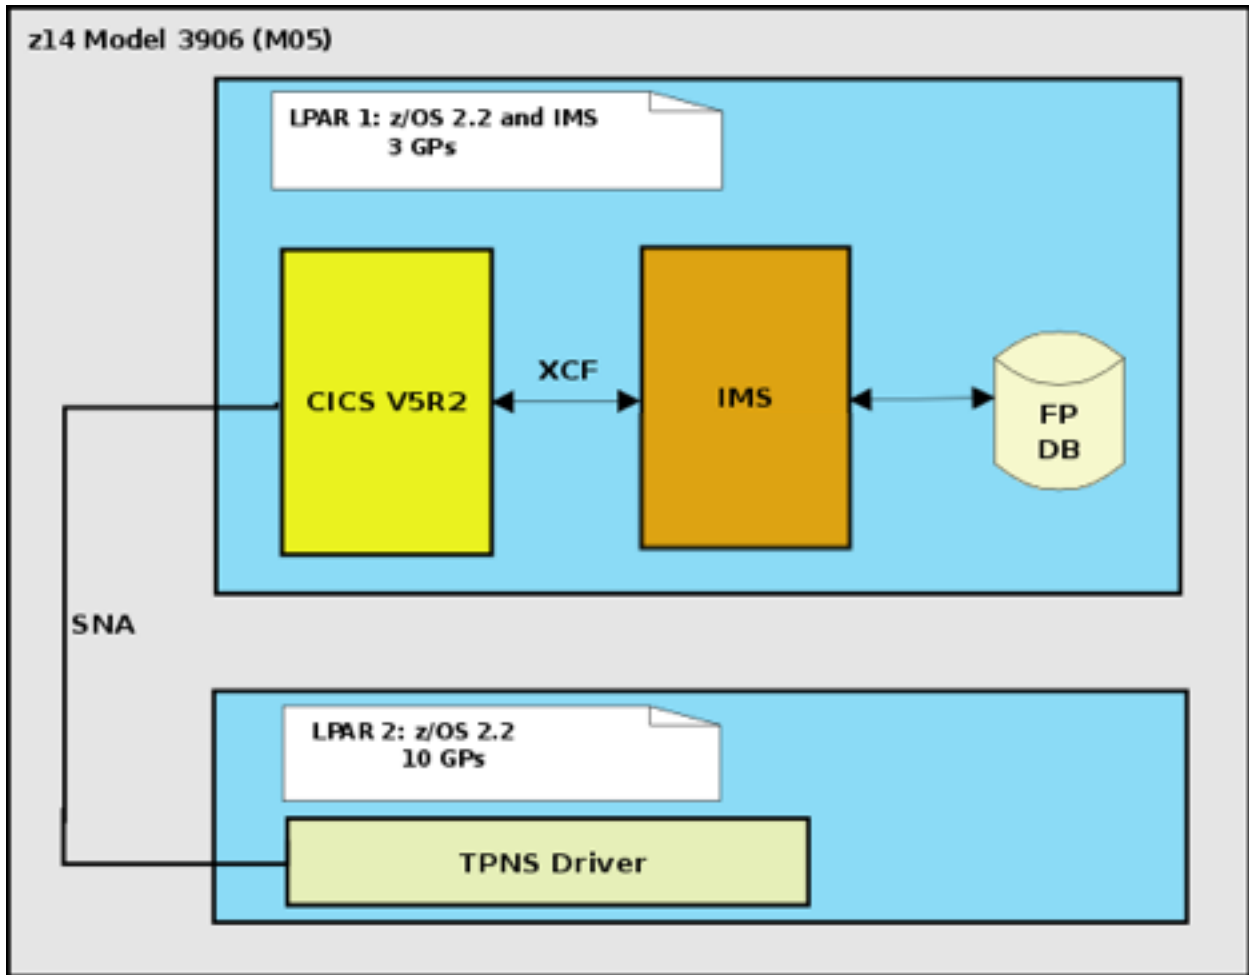 z14 Model 3906 (M05)
LPAR 1: z/OS 2.2 and IMS
3 GPs
XCF
CICS V5R2
IMS
FP
DB
SNA
LPAR 2: z/OS 2.2
10 GPs
TPNS Driver